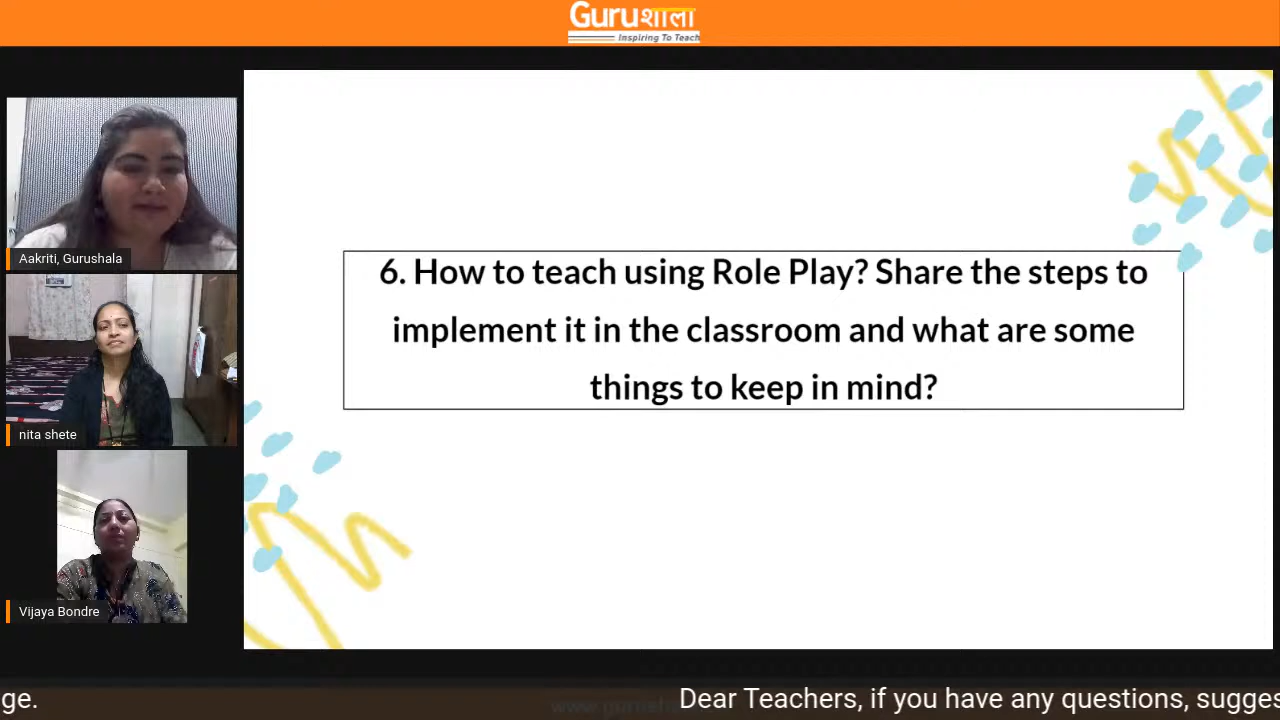 Guruशाला
Inspiring To Teach
Aakriti, Gurushala
nita shete
Vijaya Bondre
6. How to teach using Role Play? Share the steps to
implement it in the classroom and what are some
things to keep in mind?
ge.
Dear Teachers, if you have any questions, sugges